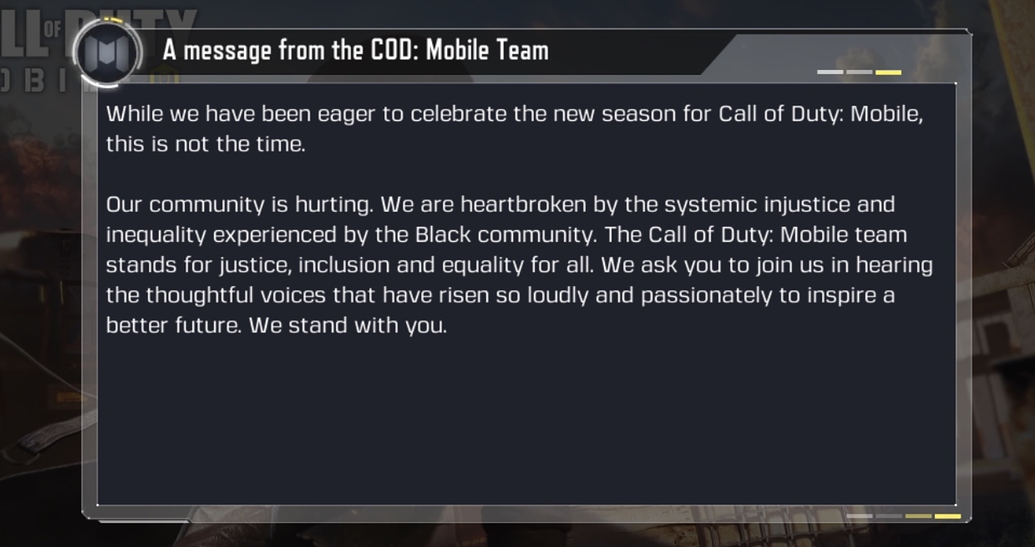 LL OF DUTY
OBI
A message from the COD: Mobile Team
While we have been eager to celebrate the new season for Call of Duty: Mobile,
this is not the time.
Our community is hurting. We are heartbroken by the systemic injustice and
inequality experienced by the Black community. The Call of Duty: Mobile team
stands for justice, inclusion and equality for all. We ask you to join us in hearing
the thoughtful voices that have risen so loudly and passionately to inspire a
better future. We stand with you.